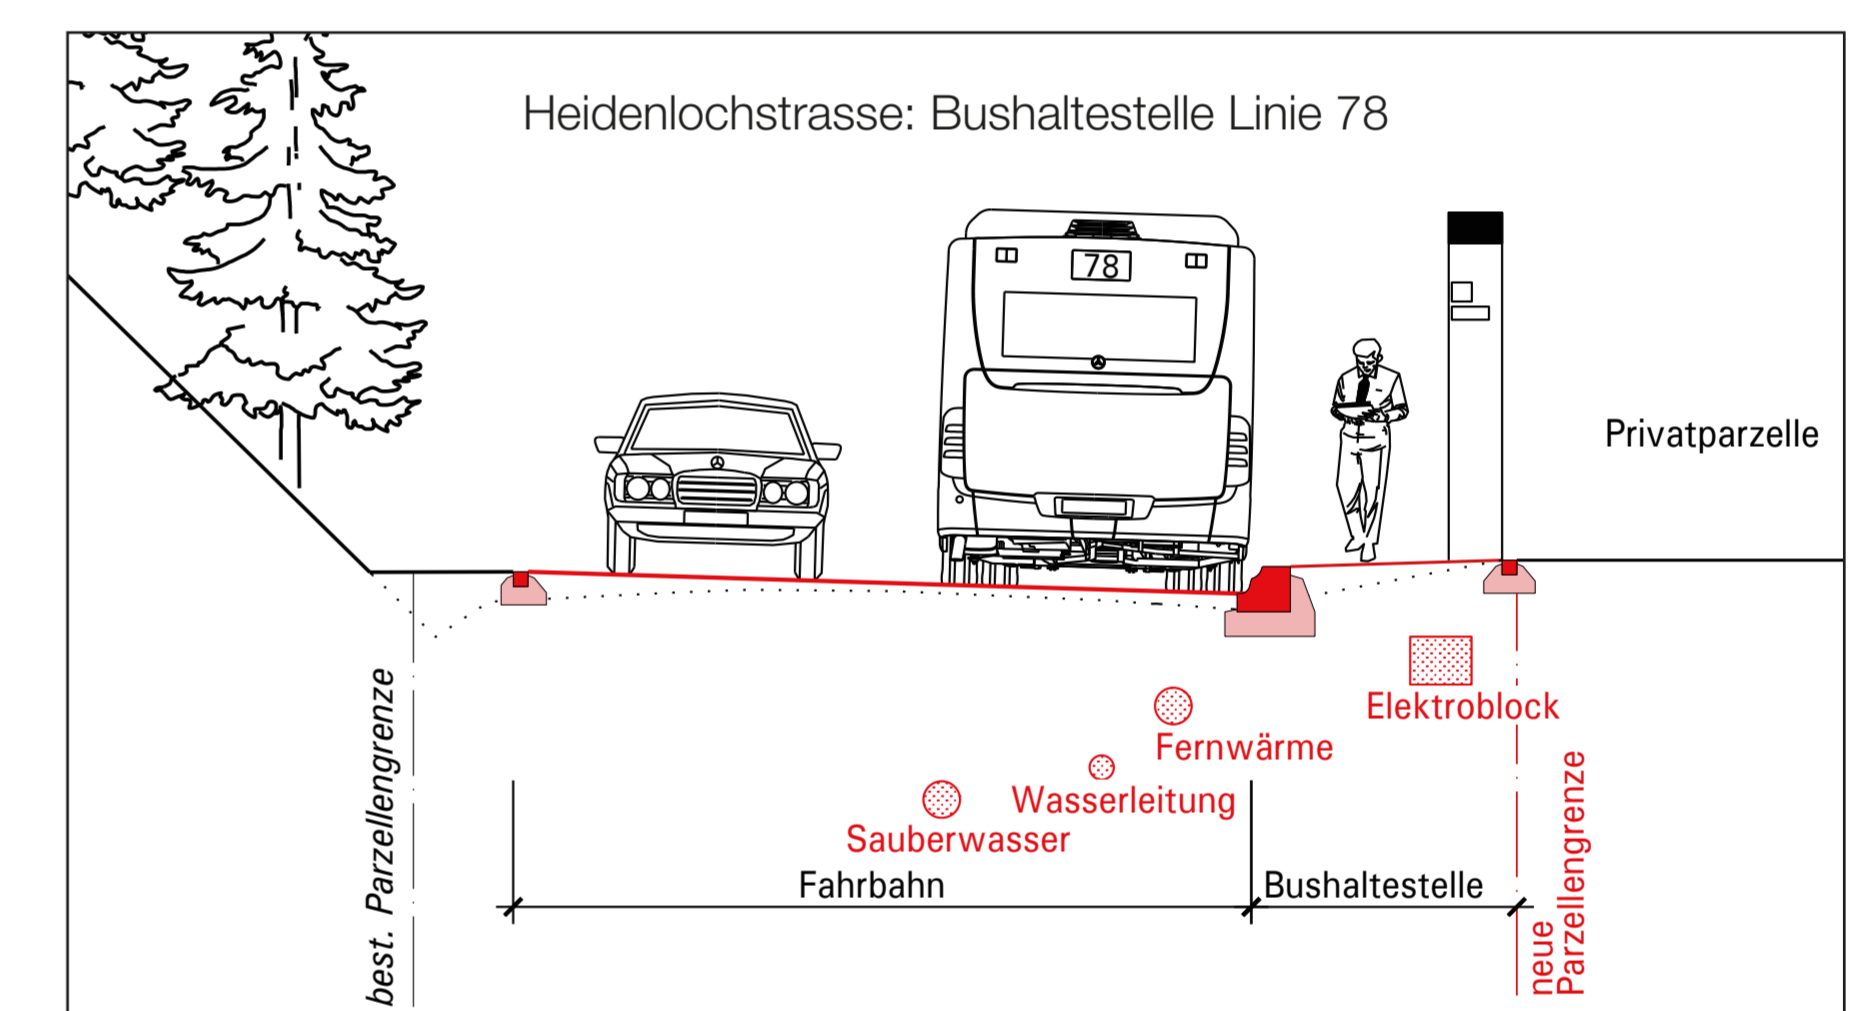 Heidenlochstrasse: Bushaltestelle Linie 78
78
Privatparzelle
Elektroblock
Fernwärme
Wasserleitung
Sauberwasser
Fahrbahn
Bushaltestelle
best. Parzellengrenze
neue
Parzellengrenze